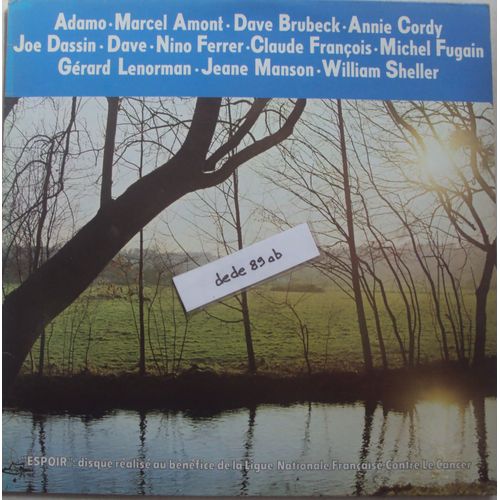 Adamo · Marcel Amont · Dave Brubeck · Annie Cordy
Joe Dassin · Dave · Nino Ferrer · Claude François · Michel Fugain
Gérard Lenorman · Jeane Manson · William Sheller
dede 89 ab
"ESPOIR": disque réalisé au bénéfice de la Ligue Nationale Française Contre Le Cancer